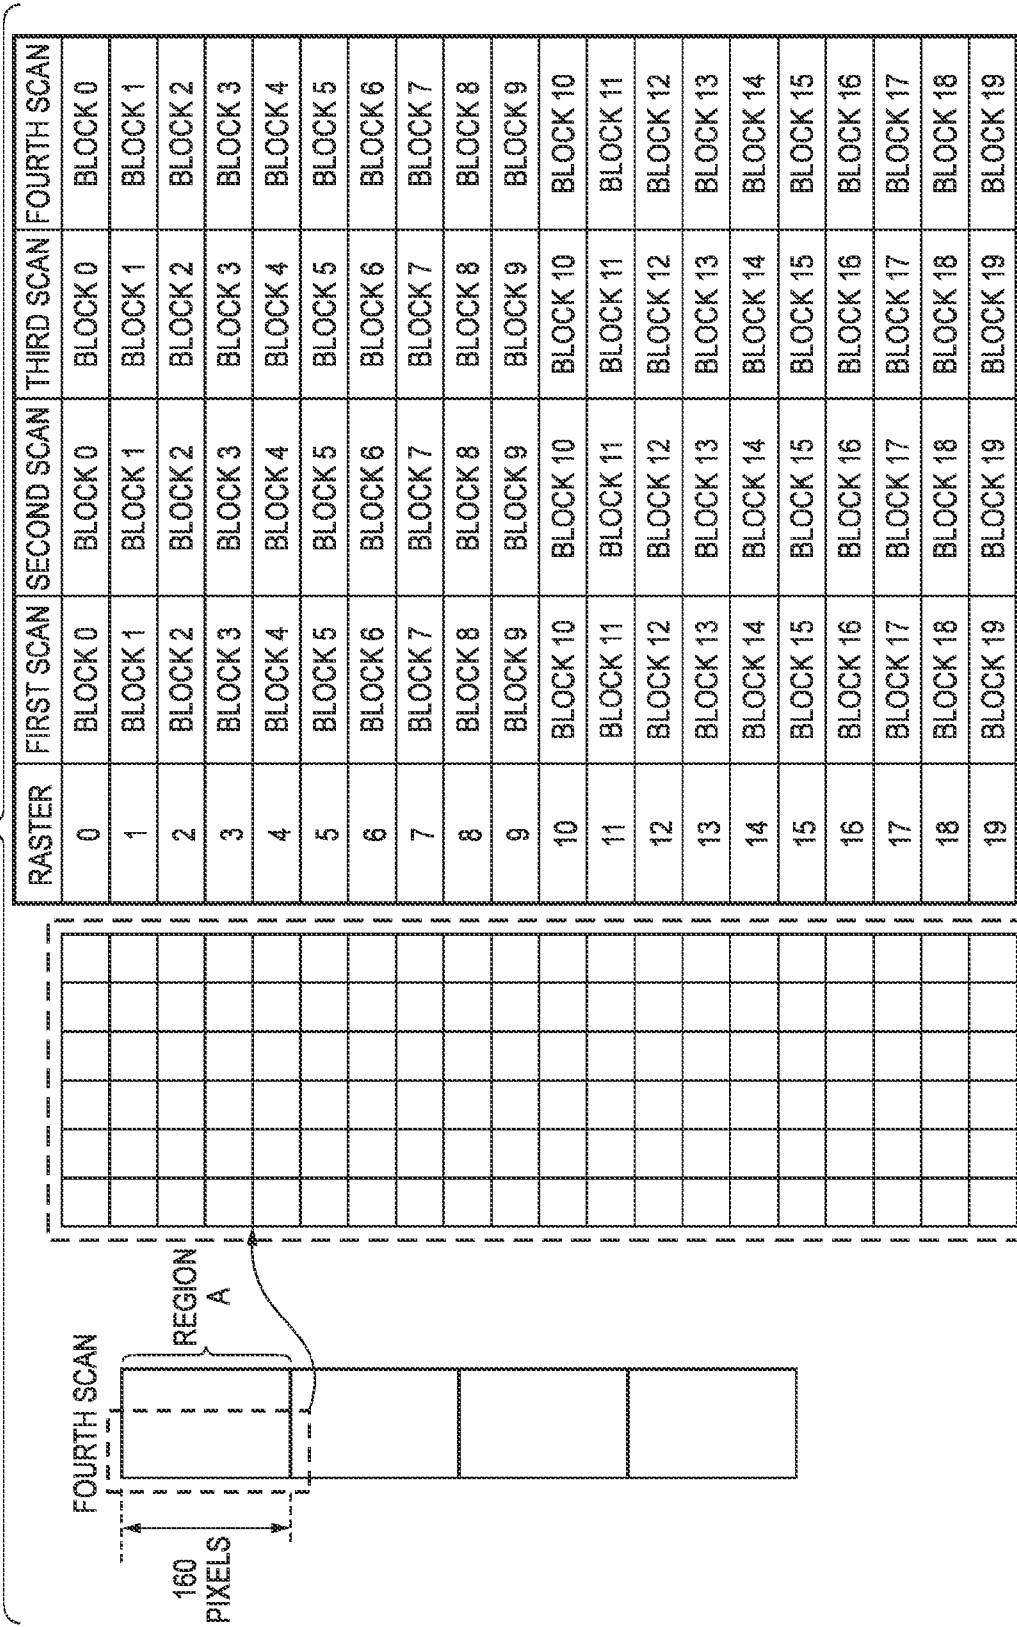 FOURTH SCAN
160
PIXELS
REGION
A
RASTER FIRST SCAN SECOND SCAN THIRD SCAN FOURTH SCAN
0 BLOCK 0 BLOCK 0 BLOCK 0 BLOCK 0
1 BLOCK 1 BLOCK 1 BLOCK 1 BLOCK 1
2 BLOCK 2 BLOCK 2 BLOCK 2 BLOCK 2
3 BLOCK 3 BLOCK 3 BLOCK 3 BLOCK 3
4 BLOCK 4 BLOCK 4 BLOCK 4 BLOCK 4
5 BLOCK 5 BLOCK 5 BLOCK 5 BLOCK 5
6 BLOCK 6 BLOCK 6 BLOCK 6 BLOCK 6
7 BLOCK 7 BLOCK 7 BLOCK 7 BLOCK 7
8 BLOCK 8 BLOCK 8 BLOCK 8 BLOCK 8
9 BLOCK 9 BLOCK 9 BLOCK 9 BLOCK 9
10 BLOCK 10 BLOCK 10 BLOCK 10 BLOCK 10
11 BLOCK 11 BLOCK 11 BLOCK 11 BLOCK 11
12 BLOCK 12 BLOCK 12 BLOCK 12 BLOCK 12
13 BLOCK 13 BLOCK 13 BLOCK 13 BLOCK 13
14 BLOCK 14 BLOCK 14 BLOCK 14 BLOCK 14
15 BLOCK 15 BLOCK 15 BLOCK 15 BLOCK 15
16 BLOCK 16 BLOCK 16 BLOCK 16 BLOCK 16
17 BLOCK 17 BLOCK 17 BLOCK 17 BLOCK 17
18 BLOCK 18 BLOCK 18 BLOCK 18 BLOCK 18
19 BLOCK 19 BLOCK 19 BLOCK 19 BLOCK 19